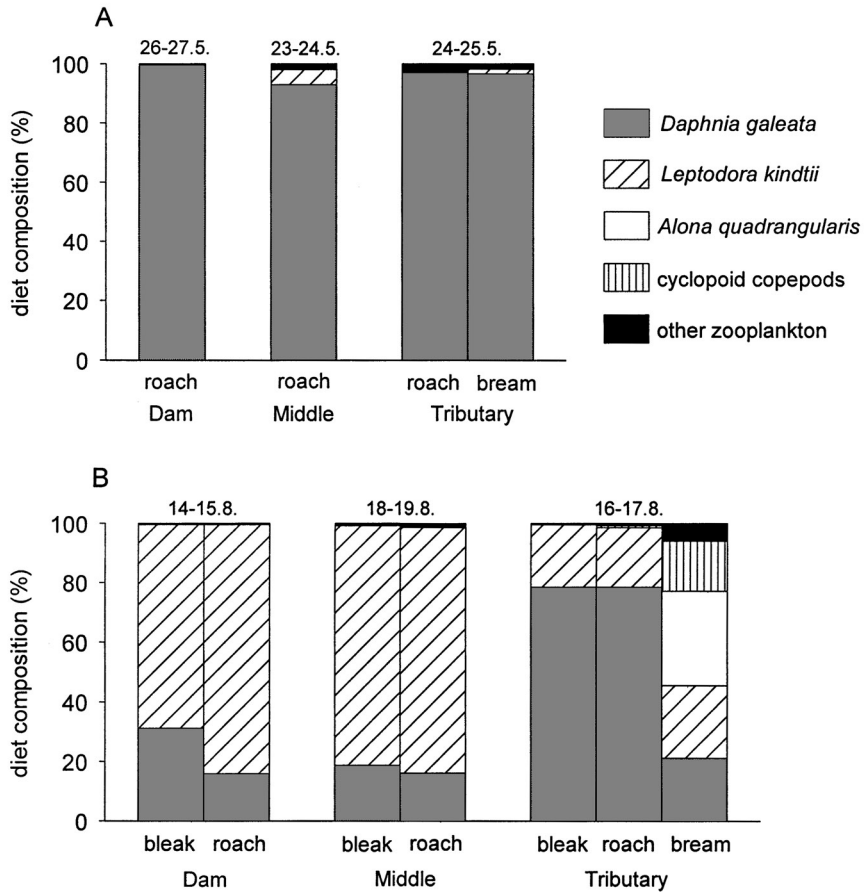 A
26-27.5.
23-24.5.
24-25.5.
diet composition (%)
100
80
60
40
20
0
roach
roach
roach bream
Dam
Middle
Tributary
Daphnia galeata
Leptodora kindtii
Alona quadrangularis
cyclopoid copepods
other zooplankton
B
14-15.8.
18-19.8.
16-17.8.
diet composition (%)
100
80
60
40
20
0
bleak roach
bleak roach
bleak roach bream
Dam
Middle
Tributary